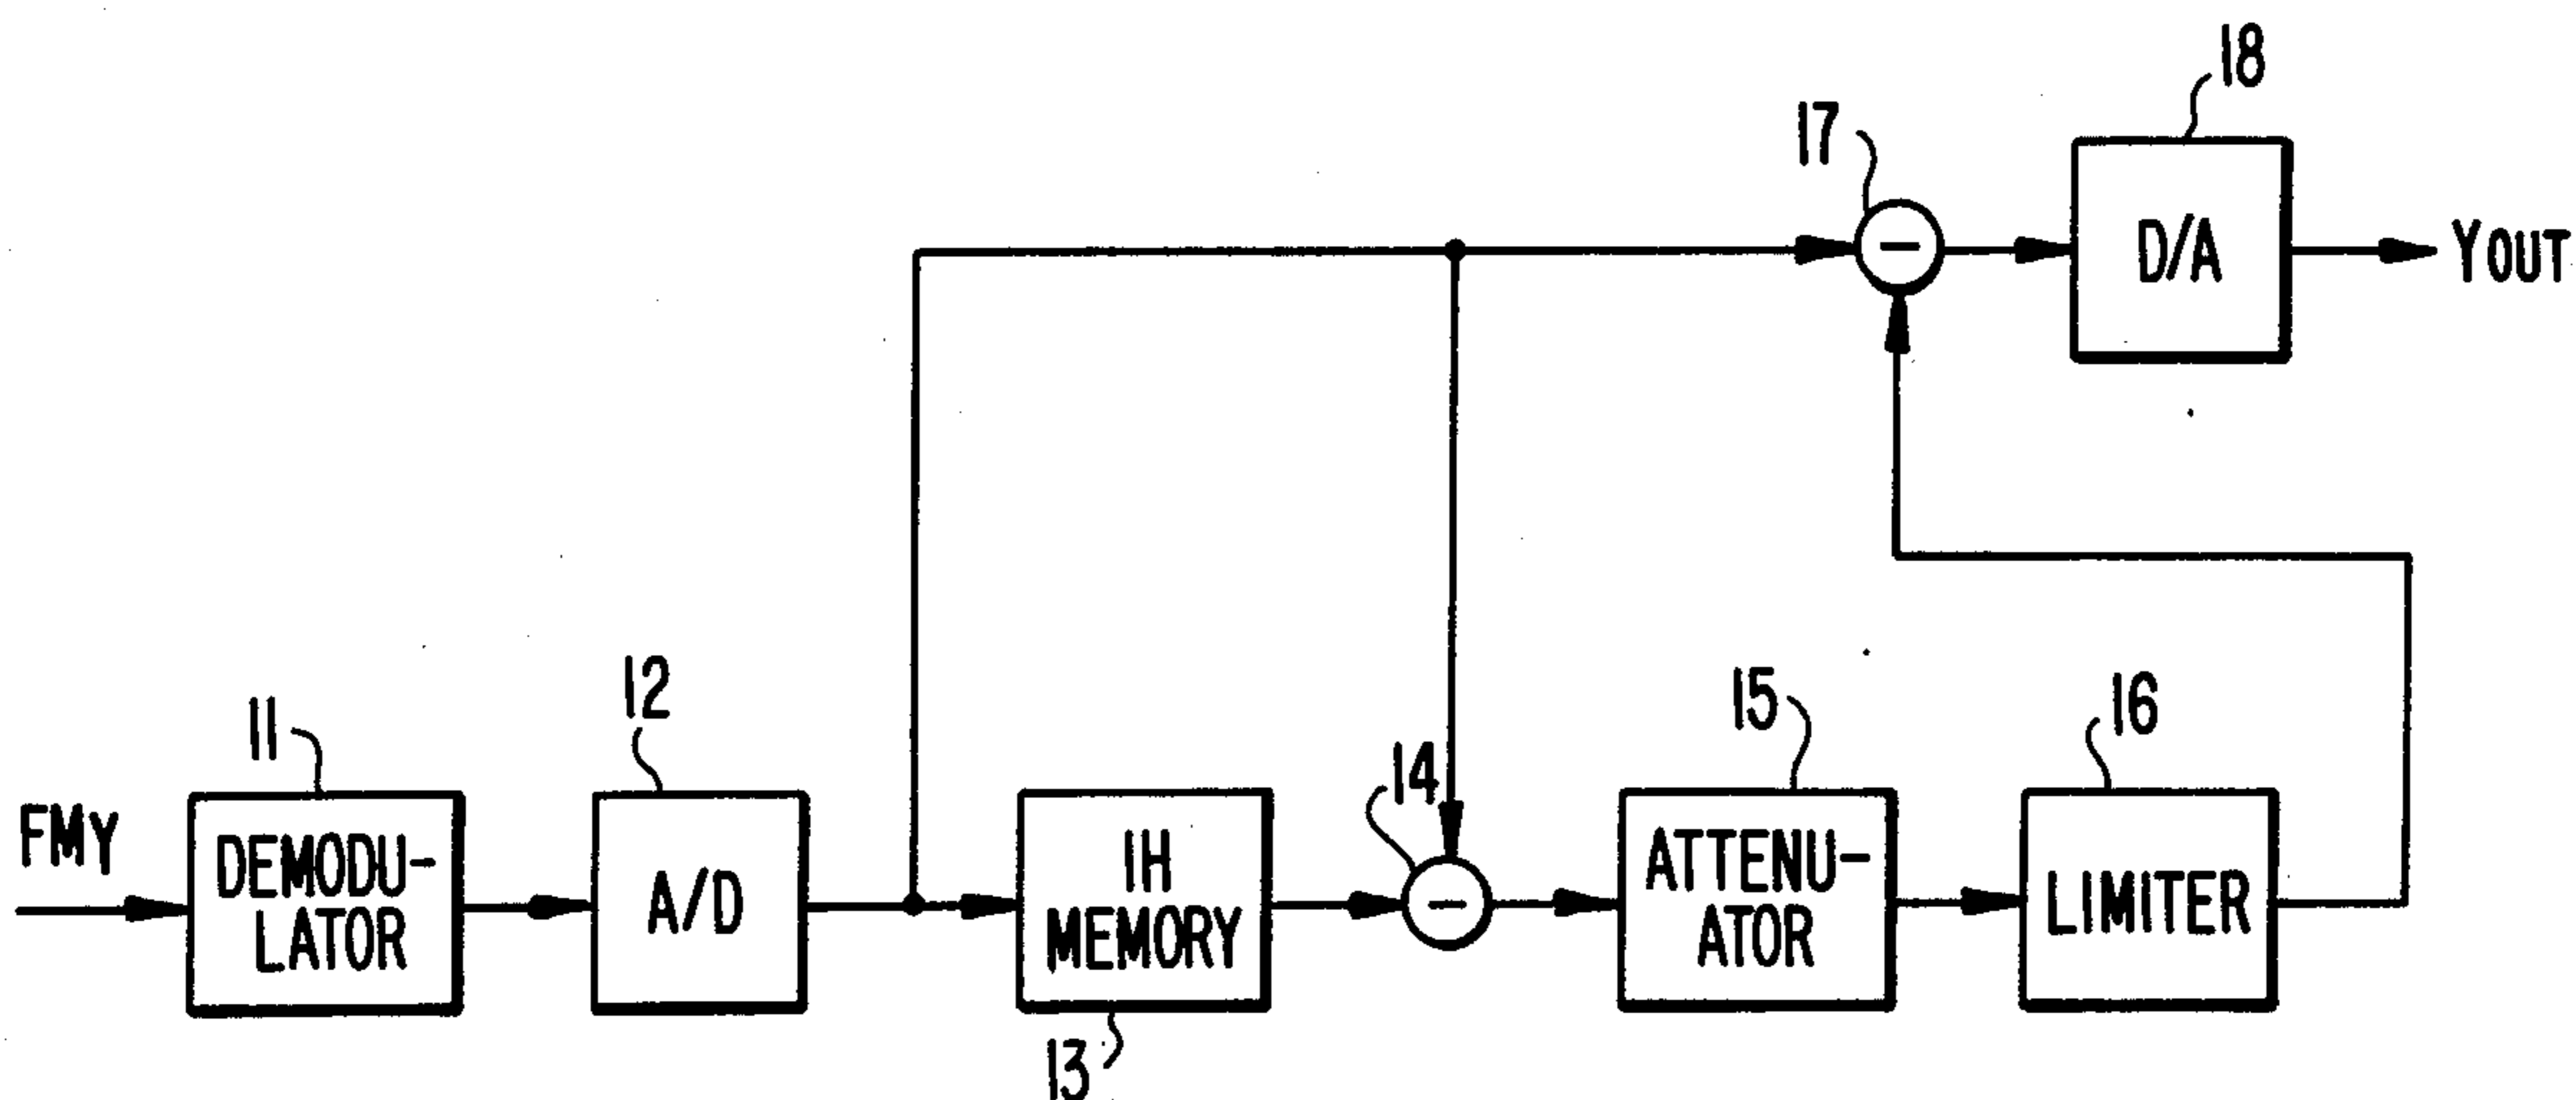 18
17
D/A
YOUT
12
15
16
11
14
FMY
DEMODU-
LATOR
A/D
1H
MEMORY
ATTENU-
ATOR
LIMITER
13